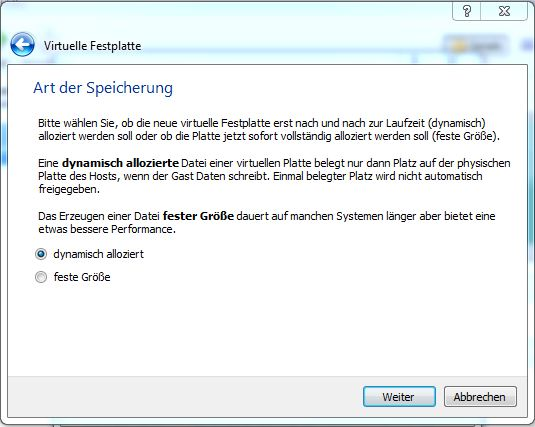 Virtuelle Festplatte
Art der Speicherung
Bitte wählen Sie, ob die neue virtuelle Festplatte erst nach und nach zur Laufzeit (dynamisch)
alloziert werden soll oder ob die Platte jetzt sofort vollständig alloziert werden soll (feste Größe).
Eine dynamisch allozierte Datei einer virtuellen Platte belegt nur dann Platz auf der physischen
Platte des Hosts, wenn der Gast Daten schreibt. Einmal belegter Platz wird nicht automatisch
freigegeben.
Das Erzeugen einer Datei fester Größe dauert auf manchen Systemen länger aber bietet eine
etwas bessere Performance.
dynamisch alloziert
feste Größe
Weiter Abbrechen